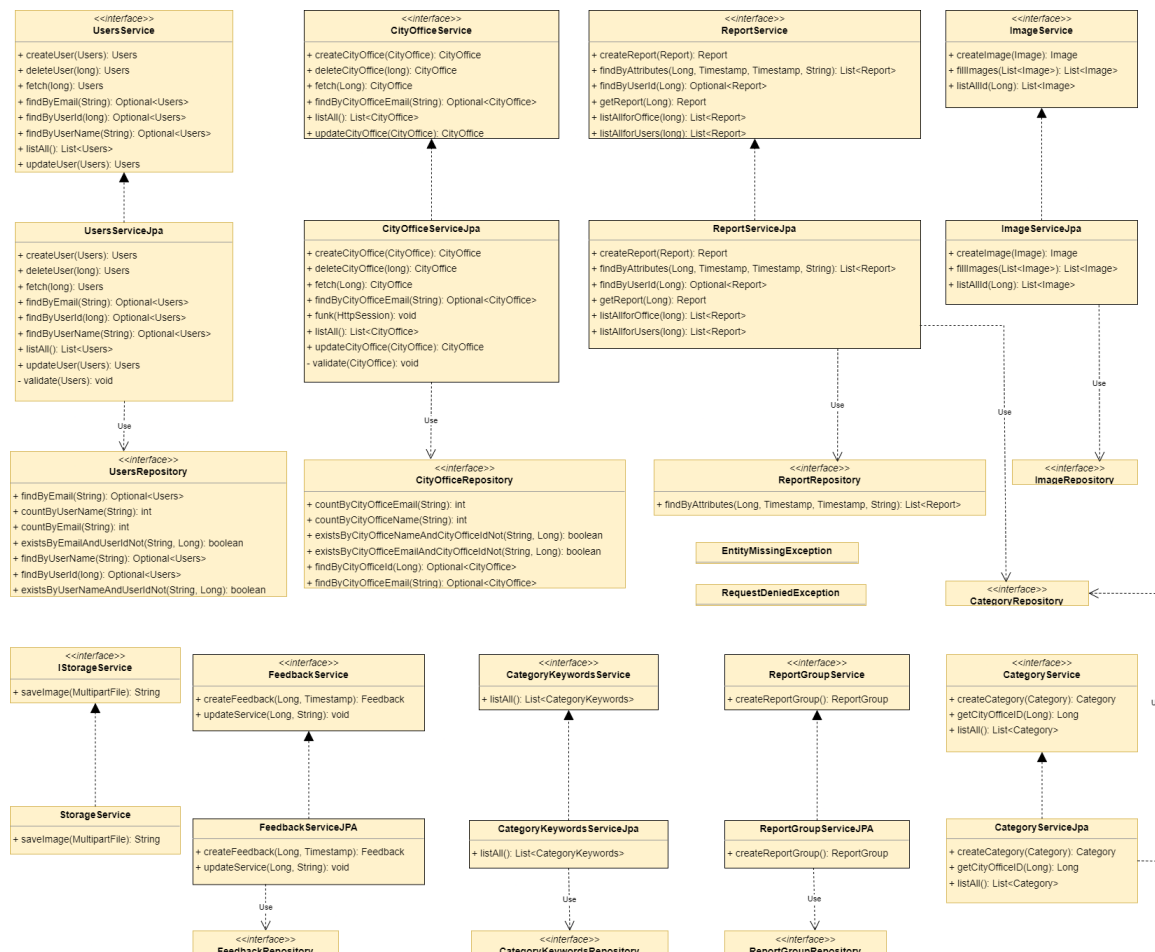 <<interface>>
UsersService
+ createUser(Users): Users
+ deleteUser(long): Users
+ fetch(long): Users
+ findByEmail(String): Optional<Users>
+ findByUserId(long): Optional<Users>
+ findByUserName(String): Optional<Users>
+ listAll(): List<Users>
+ updateUser(Users): Users
<<interface>>
CityOfficeService
+ createCityOffice(CityOffice): CityOffice
+ deleteCityOffice(long): CityOffice
+ fetch(Long): CityOffice
+ findByCityOfficeEmail(String): Optional<CityOffice>
+ listAll(): List<CityOffice>
+ updateCityOffice(CityOffice): CityOffice
<<interface>>
ReportService
+ createReport(Report): Report
+ findByAttributes(Long, Timestamp, Timestamp, String): List<Report>
+ findByUserId(Long): Optional<Report>
+ getReport(Long): Report
+ listAllforOffice(long): List<Report>
+ listAllforUsers(long): List<Report>
<<interface>>
ImageService
+ createImage(Image): Image
+ fillImages(List<Image>): List<Image>
+ listAllId(Long): List<Image>
UsersServiceJpa
+ createUser(Users): Users
+ deleteUser(long): Users
+ fetch(long): Users
+ findByEmail(String): Optional<Users>
+ findByUserId(long): Optional<Users>
+ findByUserName(String): Optional<Users>
+ listAll(): List<Users>
+ updateUser(Users): Users
- validate(Users): void
CityOfficeServiceJpa
+ createCityOffice(CityOffice): CityOffice
+ deleteCityOffice(long): CityOffice
+ fetch(Long): CityOffice
+ findByCityOfficeEmail(String): Optional<CityOffice>
+ funk(HttpSession): void
+ listAll(): List<CityOffice>
+ updateCityOffice(CityOffice): CityOffice
- validate(CityOffice): void
ReportServiceJpa
+ createReport(Report): Report
+ findByAttributes(Long, Timestamp, Timestamp, String): List<Report>
+ findByUserId(Long): Optional<Report>
+ getReport(Long): Report
+ listAllforOffice(long): List<Report>
+ listAllforUsers(long): List<Report>
ImageServiceJpa
+ createImage(Image): Image
+ fillImages(List<Image>): List<Image>
+ listAllId(Long): List<Image>
Use
Use
Use
Use
Use
<<interface>>
UsersRepository
+ findByEmail(String): Optional<Users>
+ countByUserName(String): int
+ countByEmail(String): int
+ existsByEmailAndUserIdNot(String, Long): boolean
+ findByUserName(String): Optional<Users>
+ findByUserId(long): Optional<Users>
+ existsByUserNameAndUserIdNot(String, Long): boolean
<<interface>>
CityOfficeRepository
+ countByCityOfficeEmail(String): int
+ countByCityOfficeName(String): int
+ existsByCityOfficeNameAndCityOfficeIdNot(String, Long): boolean
+ existsByCityOfficeEmailAndCityOfficeIdNot(String, Long): boolean
+ findByCityOfficeId(Long): Optional<CityOffice>
+ findByCityOfficeEmail(String): Optional<CityOffice>
<<interface>>
ReportRepository
+ findByAttributes(Long, Timestamp, Timestamp, String): List<Report>
<<interface>>
ImageRepository
EntityMissingException
RequestDeniedException
<<interface>>
CategoryRepository
<<interface>>
IStorageService
+ saveImage(MultipartFile): String
<<interface>>
FeedbackService
+ createFeedback(Long, Timestamp): Feedback
+ updateService(Long, String): void
<<interface>>
CategoryKeywordsService
+ listAll(): List<CategoryKeywords>
<<interface>>
ReportGroupService
+ createReportGroup(): ReportGroup
<<interface>>
CategoryService
+ createCategory(Category): Category
+ getCityOfficeID(Long): Long
+ listAll(): List<Category>
StorageService
+ saveImage(MultipartFile): String
FeedbackServiceJPA
+ createFeedback(Long, Timestamp): Feedback
+ updateService(Long, String): void
CategoryKeywordsServiceJpa
+ listAll(): List<CategoryKeywords>
ReportGroupServiceJPA
+ createReportGroup(): ReportGroup
CategoryServiceJpa
+ createCategory(Category): Category
+ getCityOfficeID(Long): Long
+ listAll(): List<Category>
Use
Use
Use
<<interface>>
FeedbackRepository
<<interface>>
CategoryKeywordsRepository
<<interface>>
ReportGroupRepository